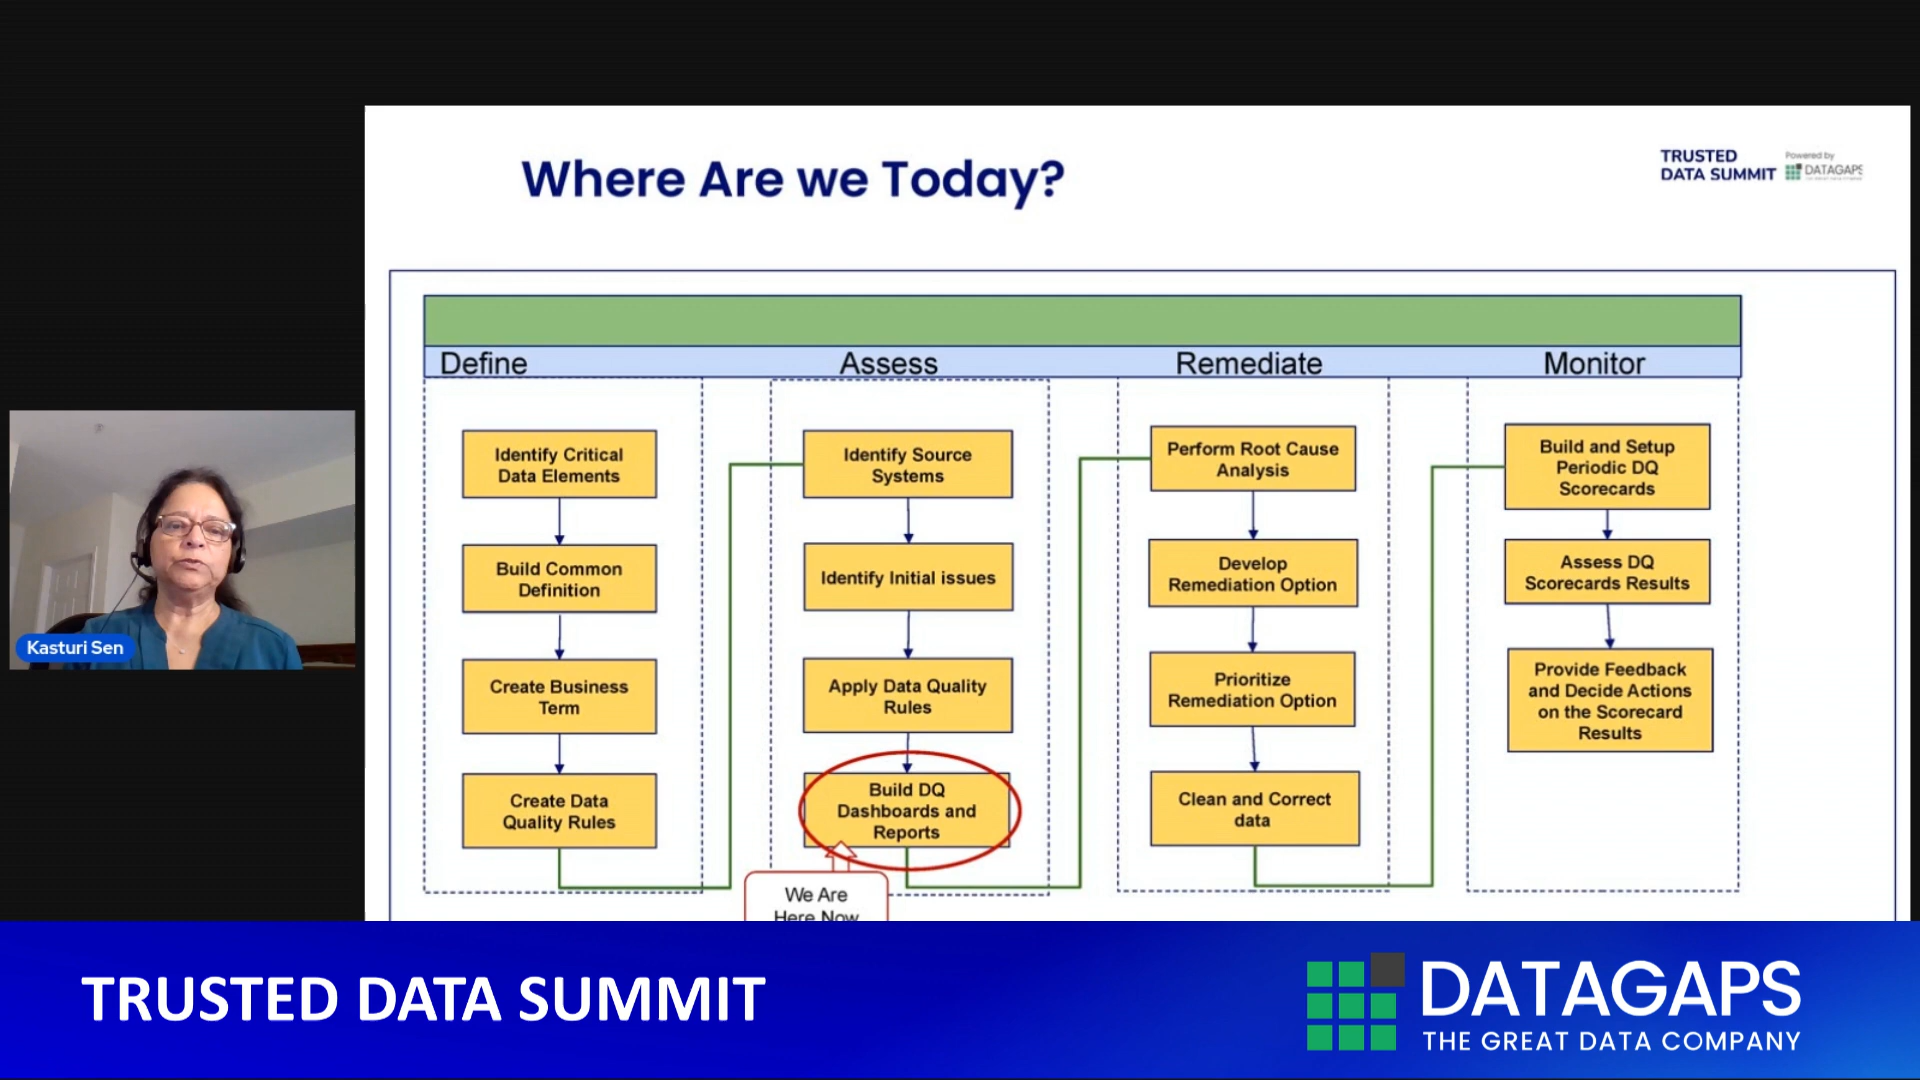 Where Are we Today?
TRUSTED
DATA SUMMIT
Powered by
DATAGAPS
Define
Assess
Remediate
Monitor
Identify Critical
Data Elements
Build Common
Definition
Create Business
Term
Create Data
Quality Rules
Identify Source
Systems
Identify Initial issues
Apply Data Quality
Rules
Build DQ
Dashboards and
Reports
We Are
Here Now
Perform Root Cause
Analysis
Develop
Remediation Option
Prioritize
Remediation Option
Clean and Correct
data
Build and Setup
Periodic DQ
Scorecards
Assess DQ
Scorecards Results
Provide Feedback
and Decide Actions
on the Scorecard
Results
Kasturi Sen
TRUSTED DATA SUMMIT
DATAGAPS
THE GREAT DATA COMPANY